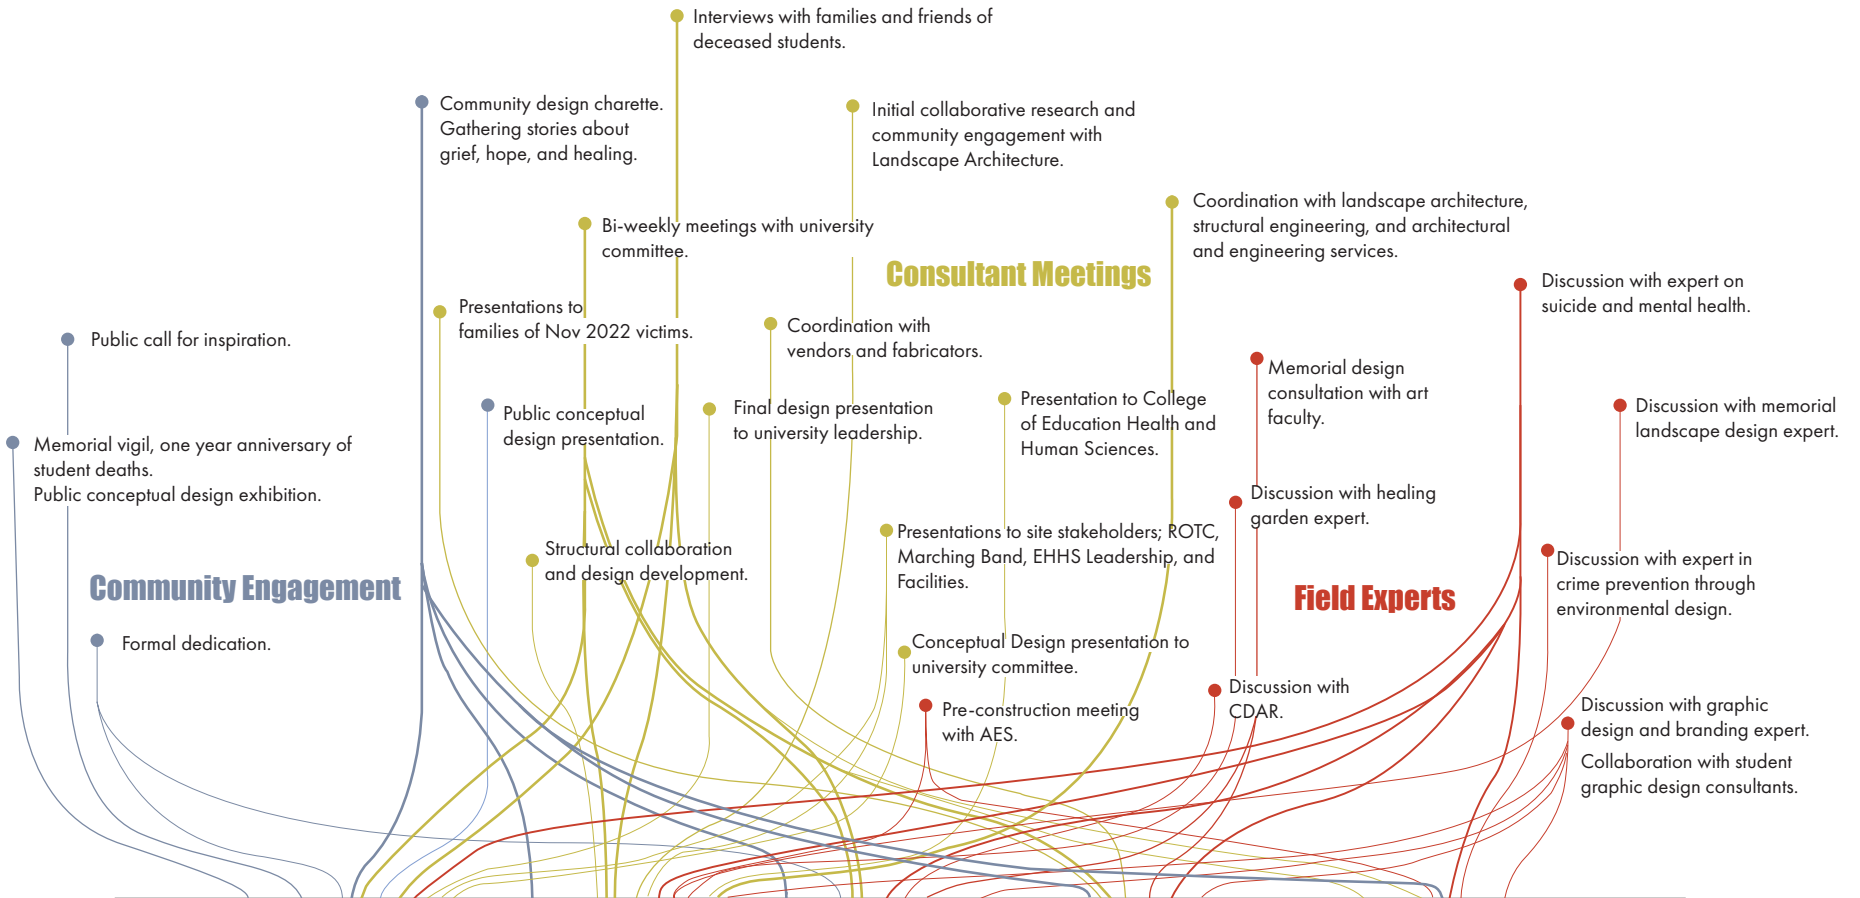 Interviews with families and friends of
deceased students.
Community design charette.
Gathering stories about
grief, hope, and healing.
Initial collaborative research and
community engagement with
Landscape Architecture.
Bi-weekly meetings with university
committee.
Coordination with landscape architecture,
structural engineering, and architectural
and engineering services.
Consultant Meetings
Discussion with expert on
suicide and mental health.
Presentations to
families of Nov 2022 victims.
Coordination with
vendors and fabricators.
Public call for inspiration.
Memorial design
consultation with art
faculty.
Public conceptual
design presentation.
Final design presentation
to university leadership.
Presentation to College
of Education Health and
Human Sciences.
Discussion with memorial
landscape design expert.
Memorial vigil, one year anniversary of
student deaths.
Public conceptual design exhibition.
Discussion with healing
garden expert.
Presentations to site stakeholders; ROTC,
Marching Band, EHHS Leadership, and
Facilities.
Structural collaboration
and design development.
Discussion with expert in
crime prevention through
environmental design.
Community Engagement
Field Experts
Formal dedication.
Conceptual Design presentation to
university committee.
Discussion with
CDAR.
Pre-construction meeting
with AES.
Discussion with graphic
design and branding expert.
Collaboration with student
graphic design consultants.